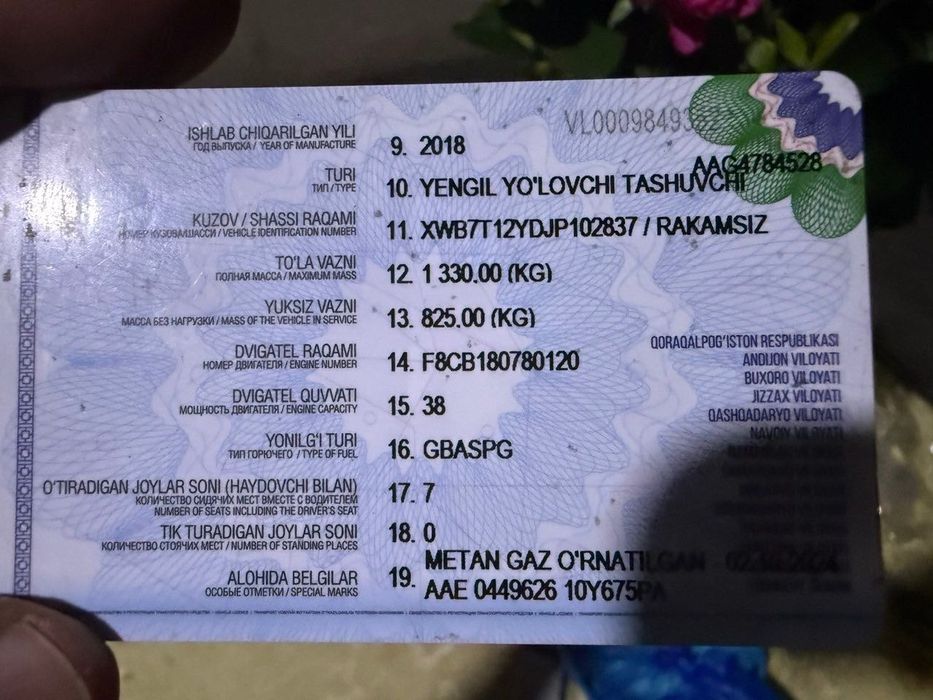 VL00098493
AAG4784528
ISHLAB CHIQARILGAN YILI
ГОД ВЫПУСКА / YEAR OF MANUFACTURE
9. 2018
TURI
ТИП / TYPE
10. YENGIL YO'LOVCHI TASHUVCHI
KUZOV / SHASSI RAQAMI
НОМЕР КУЗОВА/ШАССИ / VEHICLE IDENTIFICATION NUMBER
11. XWB7T12YDJP102837 / RAKAMSIZ
TO'LA VAZNI
ПОЛНАЯ МАССА / MAXIMUM MASS
12. 1 330.00 (KG)
YUKSIZ VAZNI
МАССА БЕЗ НАГРУЗКИ / MASS OF THE VEHICLE IN SERVICE
13. 825.00 (KG)
DVIGATEL RAQAMI
НОМЕР ДВИГАТЕЛЯ / ENGINE NUMBER
14. F8CB180780120
DVIGATEL QUVVATI
МОЩНОСТЬ ДВИГАТЕЛЯ / ENGINE CAPACITY
15. 38
YONILG'I TURI
ТИП ГОРЮЧЕГО / TYPE OF FUEL
16. GBASPG
O'TIRADIGAN JOYLAR SONI (HAYDOVCHI BILAN)
КОЛИЧЕСТВО СИДЯЧИХ МЕСТ ВМЕСТЕ С ВОДИТЕЛЕМ
NUMBER OF SEATS INCLUDING THE DRIVER'S SEAT
17. 7
TIK TURADIGAN JOYLAR SONI
КОЛИЧЕСТВО СТОЯЧИХ МЕСТ / NUMBER OF STANDING PLACES
18. 0
ALOHIDA BELGILAR
ОСОБЫЕ ОТМЕТКИ / SPECIAL MARKS
19. METAN GAZ O'RNATILGAN
AAE 0449626 10Y675PA
QORAQALPOG'ISTON RESPUBLIKASI
ANDIJON VILOYATI
BUXORO VILOYATI
JIZZAX VILOYATI
QASHQADARYO VILOYATI
NAVOIY VILOYATI